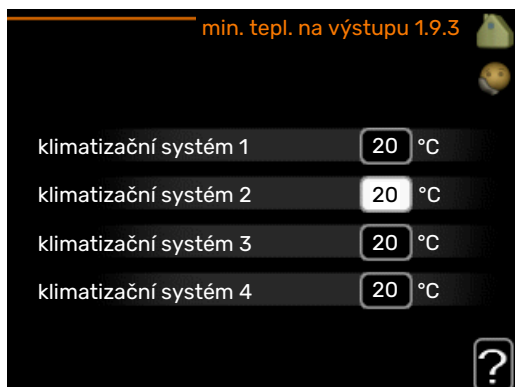 min. tepl. na výstupu 1.9.3
klimatizační systém 1 20 °C
klimatizační systém 2 20 °C
klimatizační systém 3 20 °C
klimatizační systém 4 20 °C
?